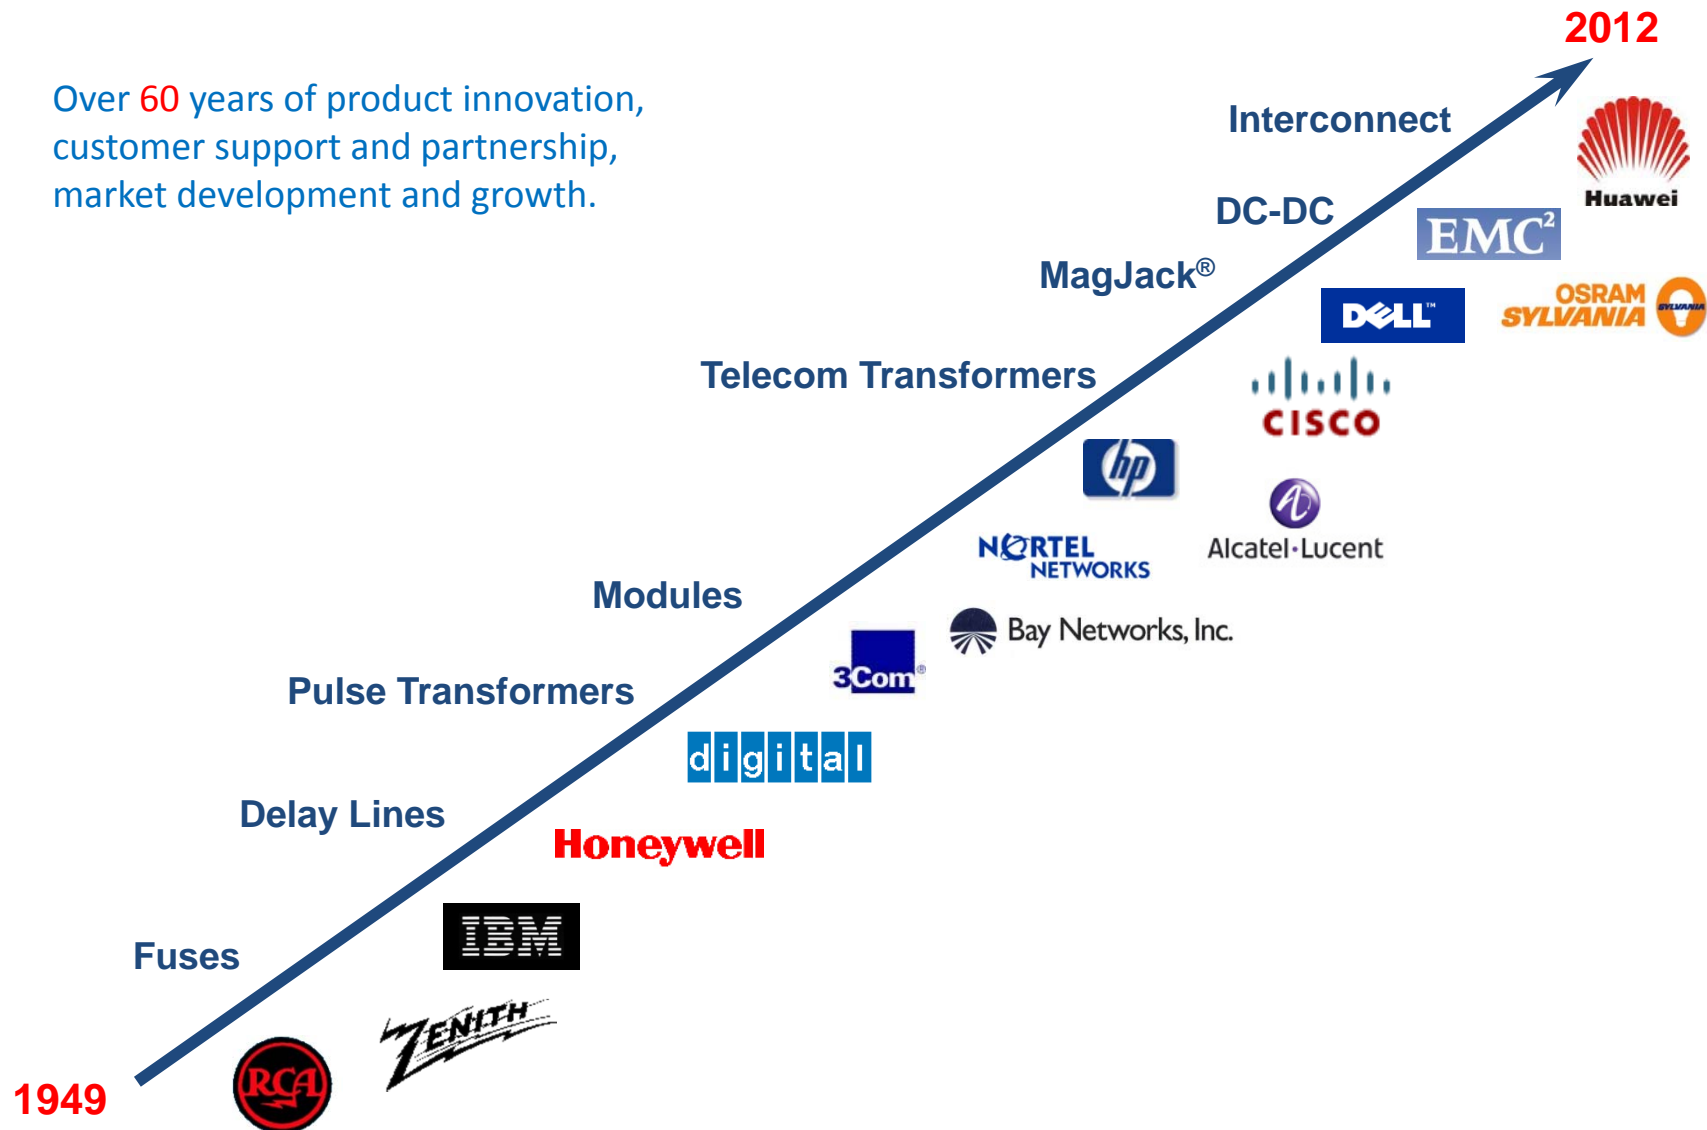 2012
Over 60 years of product innovation,
customer support and partnership,
market development and growth.
Interconnect
Huawei
DC-DC
EMC²
MagJack®
DELL™
OSRAM
SYLVANIA
SYLVANIA
Telecom Transformers
CISCO
hp
Alcatel·Lucent
NORTEL
NETWORKS
Modules
Bay Networks, Inc.
3Com®
Pulse Transformers
digital
Delay Lines
Honeywell
IBM
Fuses
ZENITH
RCA
1949